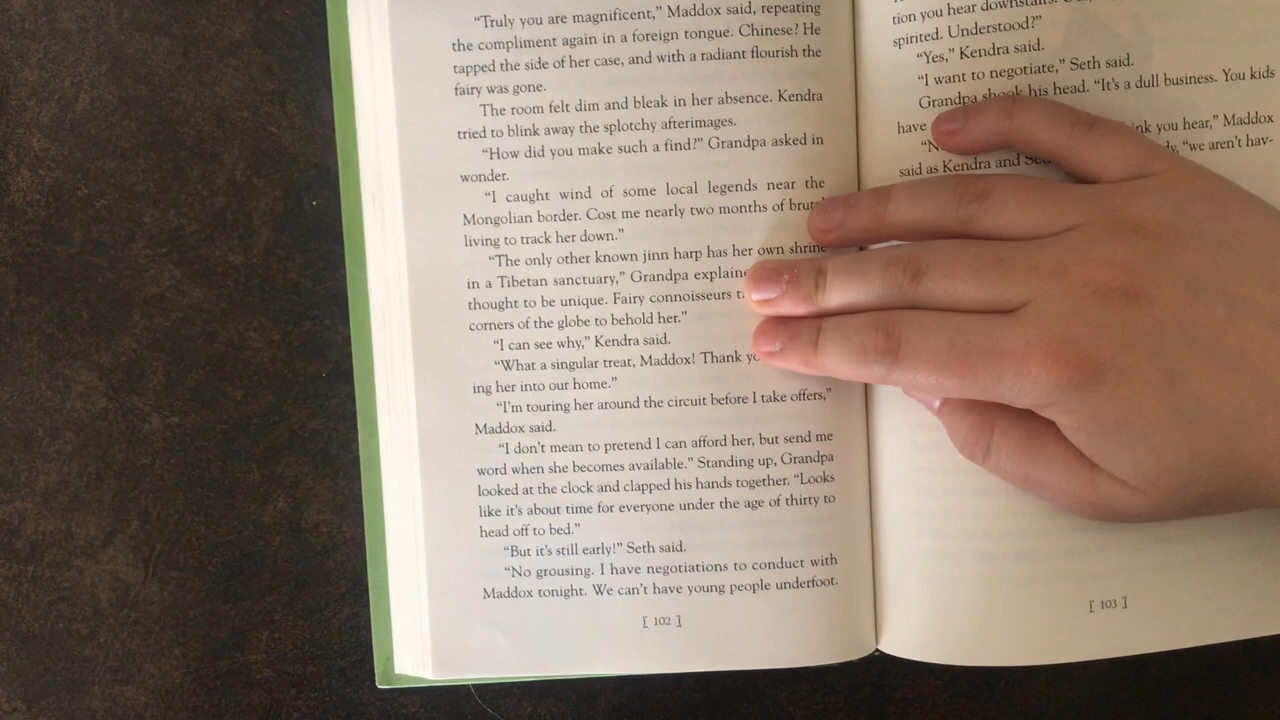 “Truly you are magnificent,” Maddox said, repeating
the compliment again in a foreign tongue. Chinese? He
tapped the side of her case, and with a radiant flourish the
fairy was gone.
The room felt dim and bleak in her absence. Kendra
tried to blink away the splotchy afterimages.
“How did you make such a find?” Grandpa asked in
wonder.
“I caught wind of some local legends near the
Mongolian border. Cost me nearly two months of
living to track her down.”
“The only other known jinn harp has her own shrine
in a Tibetan sanctuary,” Grandpa
thought to be unique. Fairy connoisseurs
corners of the globe to behold her.”
“I can see why,” Kendra said.
“What a singular treat, Maddox! Thank
ing her into our home.”
“I’m touring her around the circuit before I take offers,”
Maddox said.
“I don’t mean to pretend I can afford her, but send me
word when she becomes available.” Standing up, Grandpa
looked at the clock and clapped his hands together. “Looks
like it’s about time for everyone under the age of thirty to
head off to bed.”
“But it’s still early!” Seth said.
“No grousing. I have negotiations to conduct with
Maddox tonight. We can’t have young people underfoot.
[ 102 ]
tion you hear downstairs.
spirited. Understood?”
“Yes,” Kendra said.
“I want to negotiate,” Seth said.
Grandpa shook his head. “It’s a dull business. You kids
have
you hear,” Maddox
“we aren’t hav-
said as Kendra and
[ 103 ]